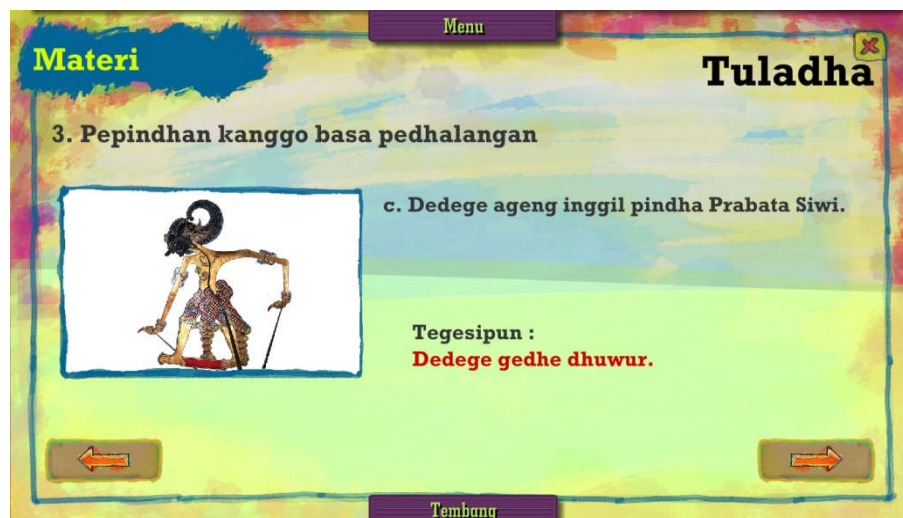 Menu
Materi
Tuladha
3. Pepindhan kanggo basa pedhalangan
c. Dedege ageng inggil pindha Prabata Siwi.
Tegesipun :
Dedege gedhe dhuwur.
Tembang